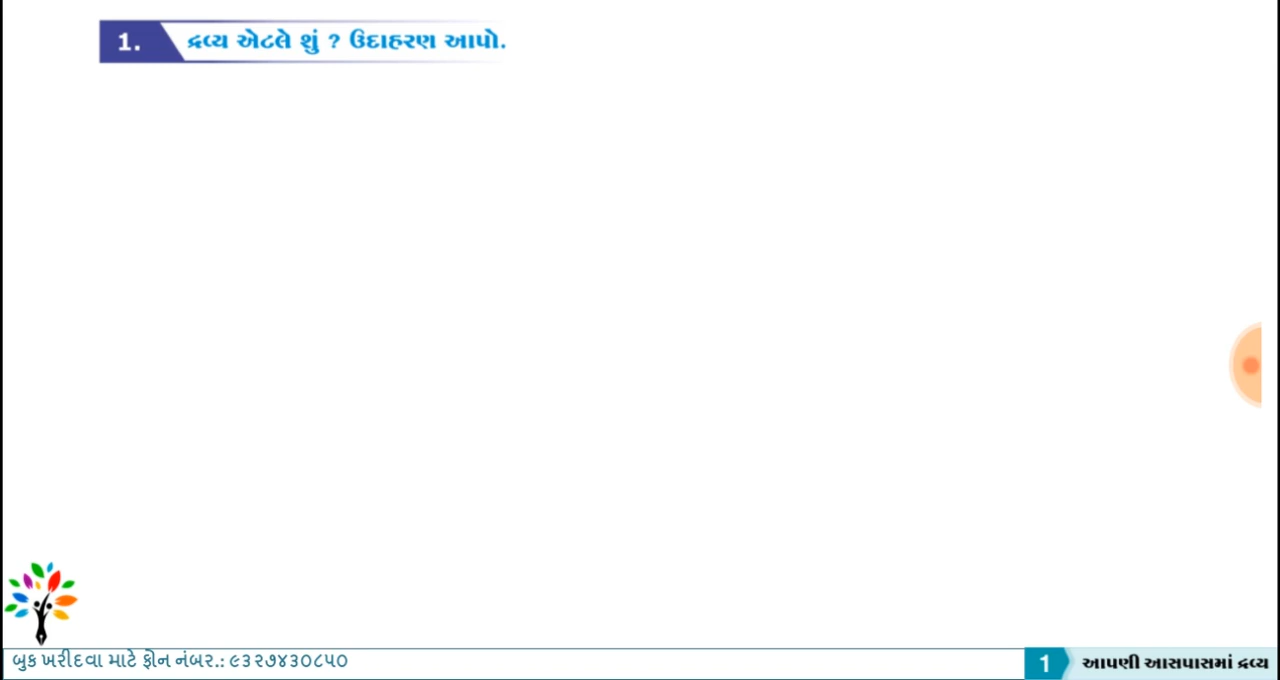 1. દ્રવ્ય એટલે શું ? ઉદાહરણ આપો.
બુક ખરીદવા માટે ફોન નંબર.: ૯૩૨૭૪૩૦૮૫૦
1 આપણી આસપાસમાં દ્રવ્ય